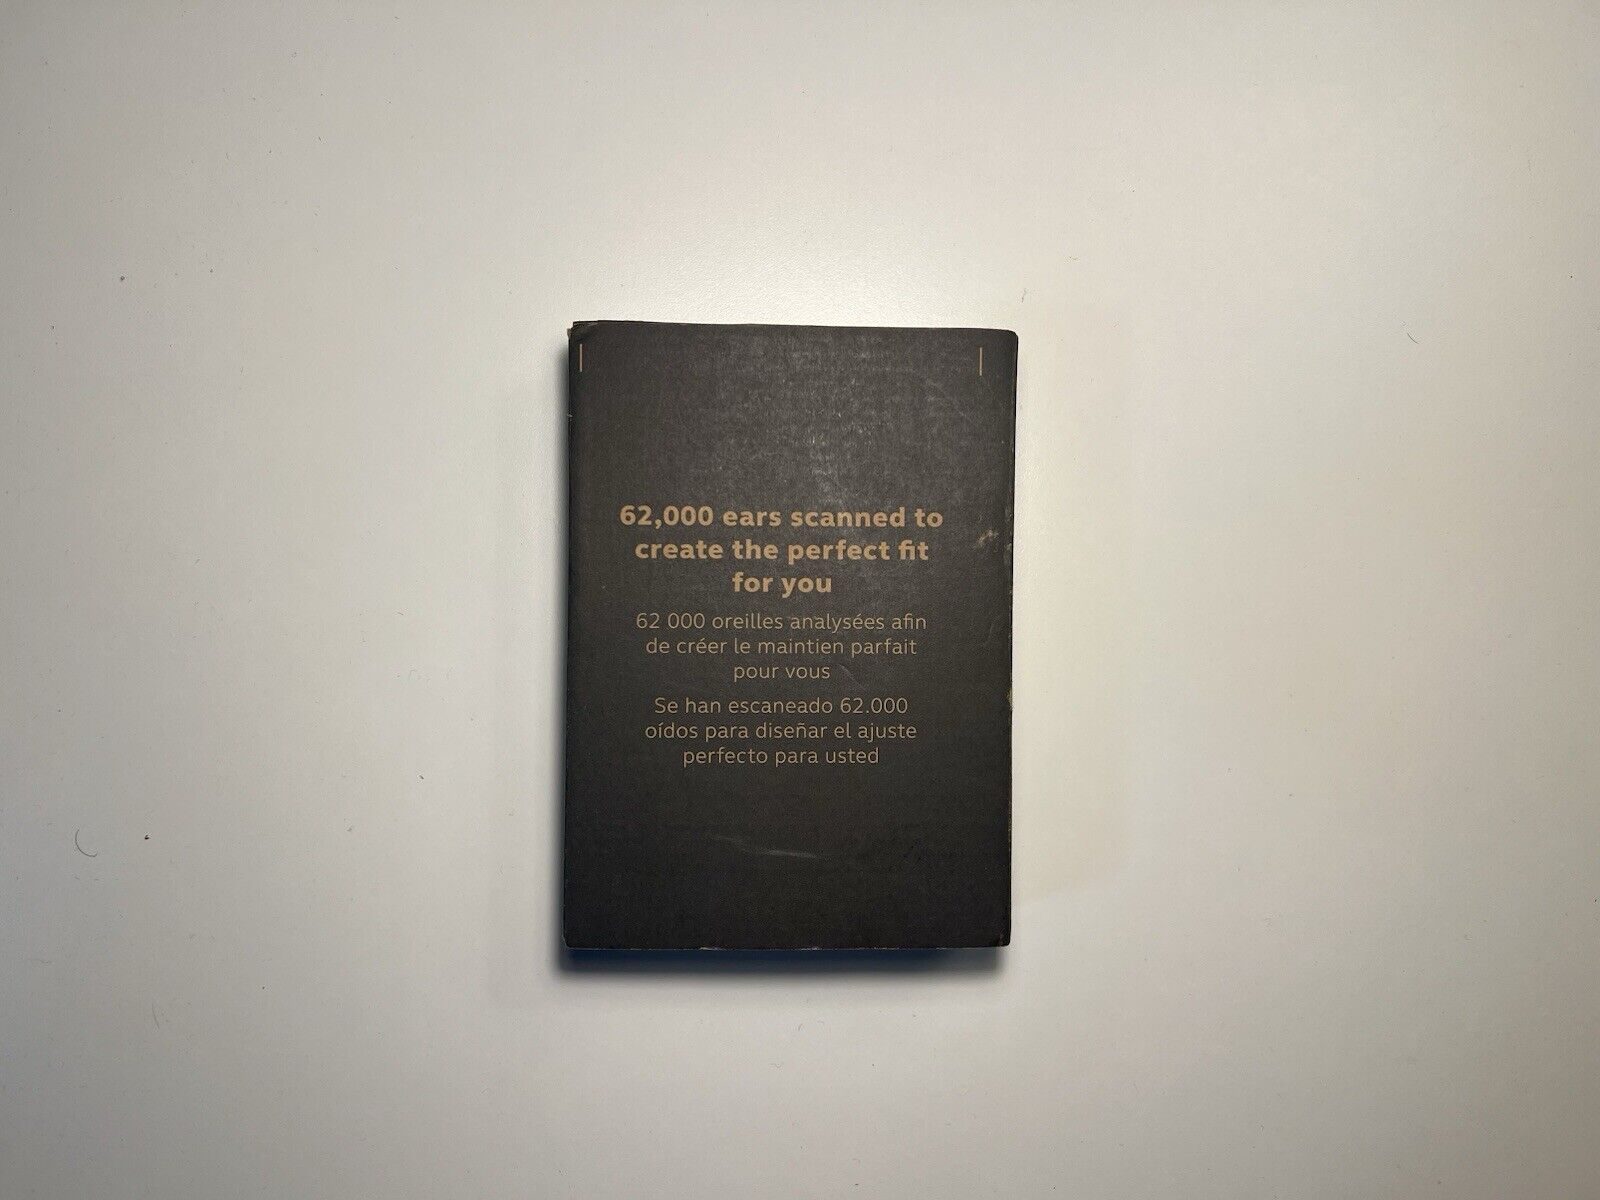 62,000 ears scanned to
create the perfect fit
for you
62 000 oreilles analysées afin
de créer le maintien parfait
pour vous
Se han escaneado 62.000
oídos para diseñar el ajuste
perfecto para usted